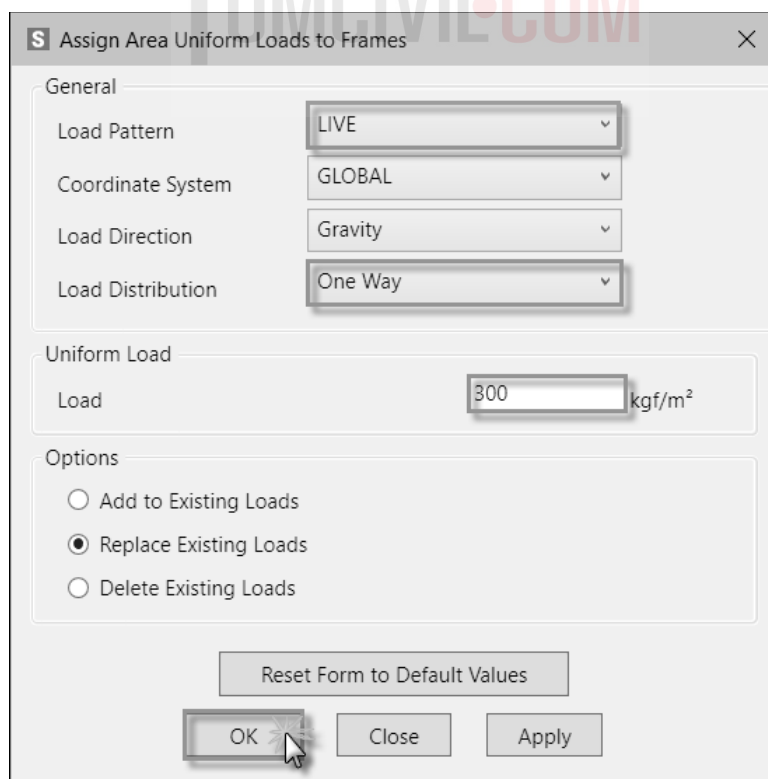 TUMCIVIL.COM
S Assign Area Uniform Loads to Frames
General
Load Pattern LIVE
Coordinate System GLOBAL
Load Direction Gravity
Load Distribution One Way
Uniform Load
Load 300 kgf/m²
Options
Add to Existing Loads
Replace Existing Loads
Delete Existing Loads
Reset Form to Default Values
OK Close Apply